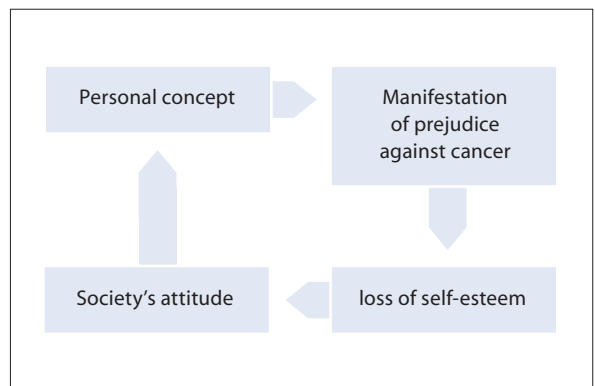 Personal concept
Manifestation
of prejudice
against cancer
Society’s attitude
loss of self-esteem